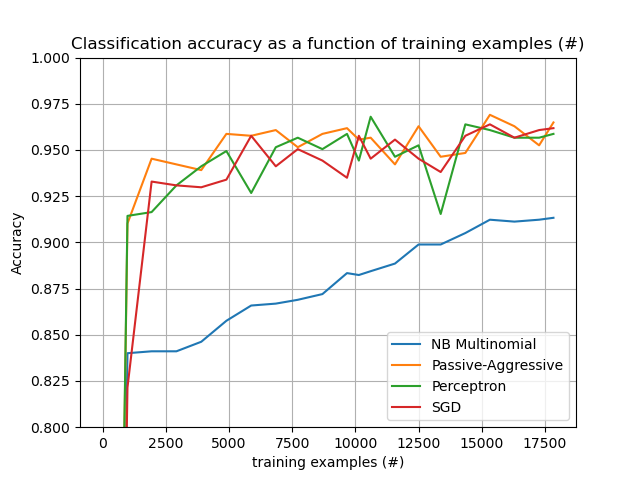 Classification accuracy as a function of training examples (#)
1.000
0.975
0.950
0.925
0.900
0.875
0.850
0.825
0.800
Accuracy
NB Multinomial
Passive-Aggressive
Perceptron
SGD
0 2500 5000 7500 10000 12500 15000 17500
training examples (#)